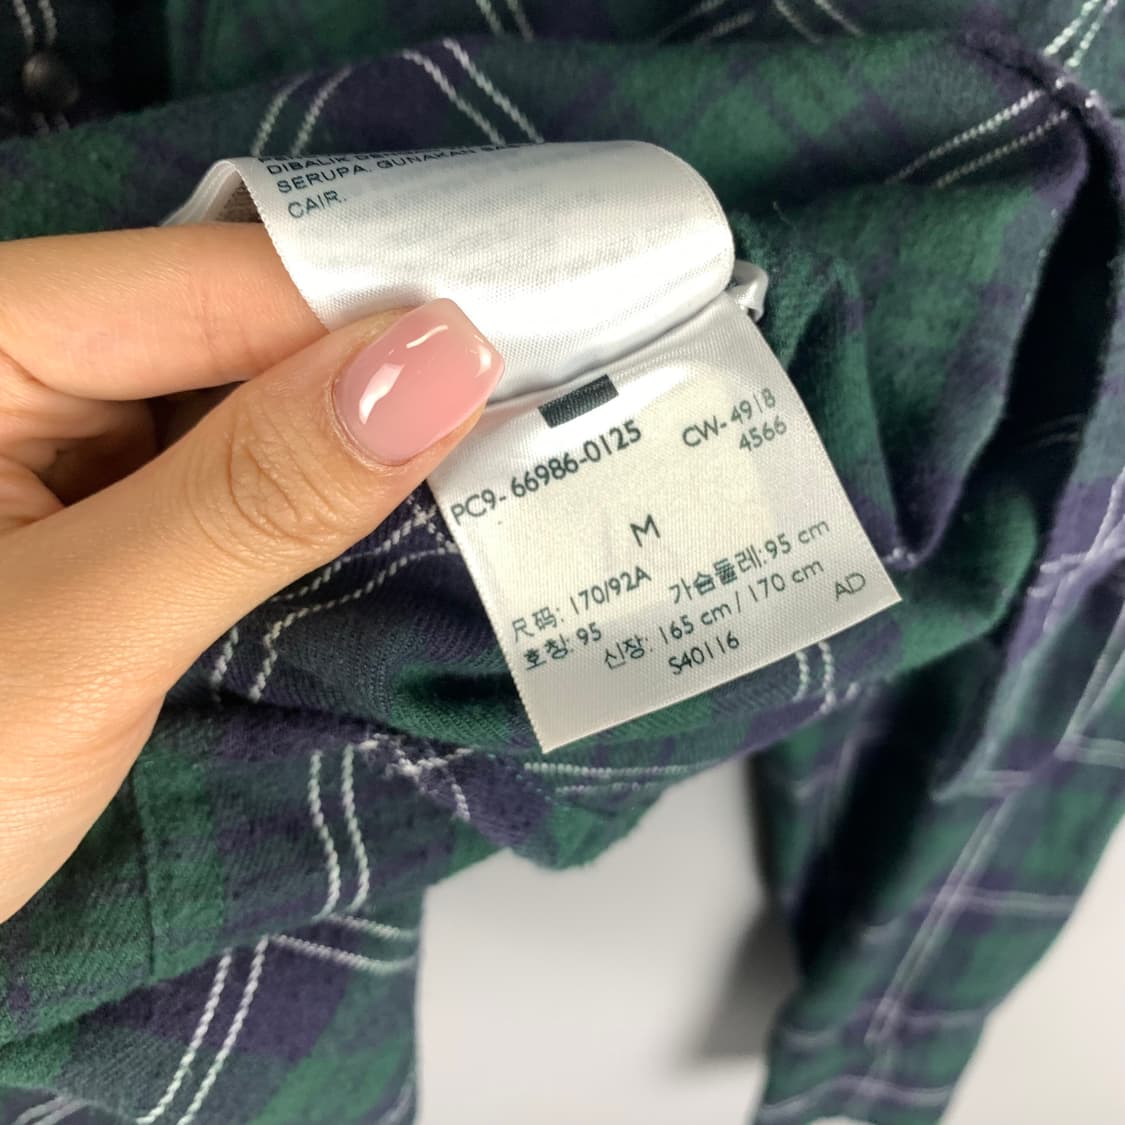 DIBALIK
SERUPA. GUNAKAN
CAIR.
PC9- 66986-0125
CW- 4918
4566
M
尺码: 170/92A
가슴둘레: 95 cm
호칭: 95
신장: 165 cm / 170 cm
AD
S40116